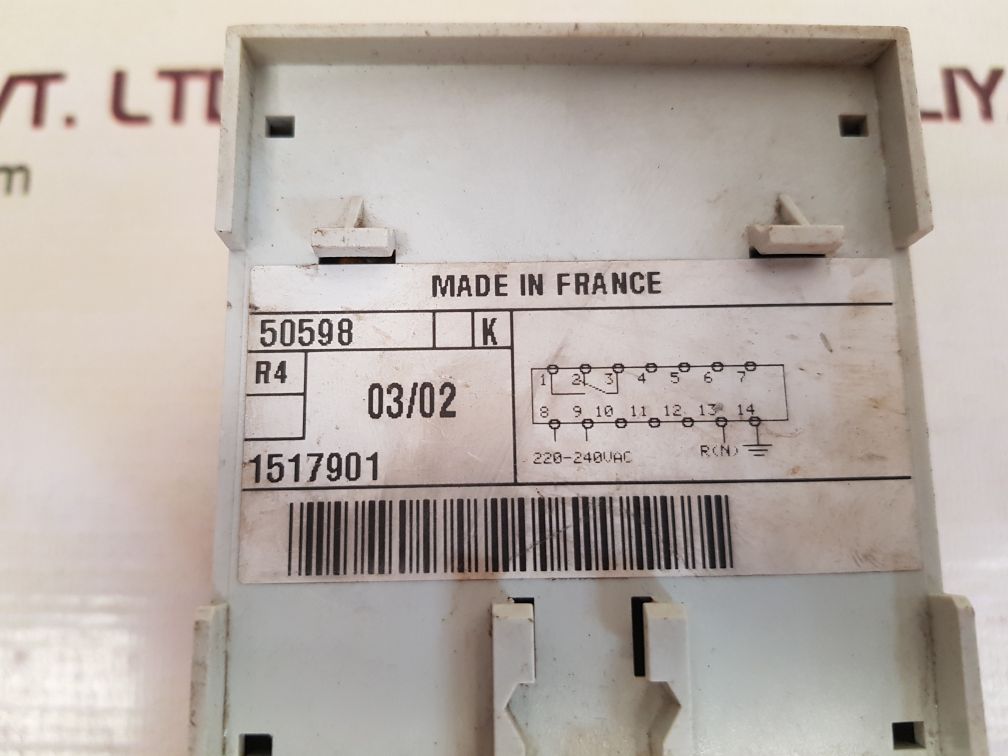 VT. LTD
LIY
m
MADE IN FRANCE
50598 K
R4
03/02
1517901
1 2 3 4 5 6 7
8 9 10 11 12 13 14
220-240VAC R(N)